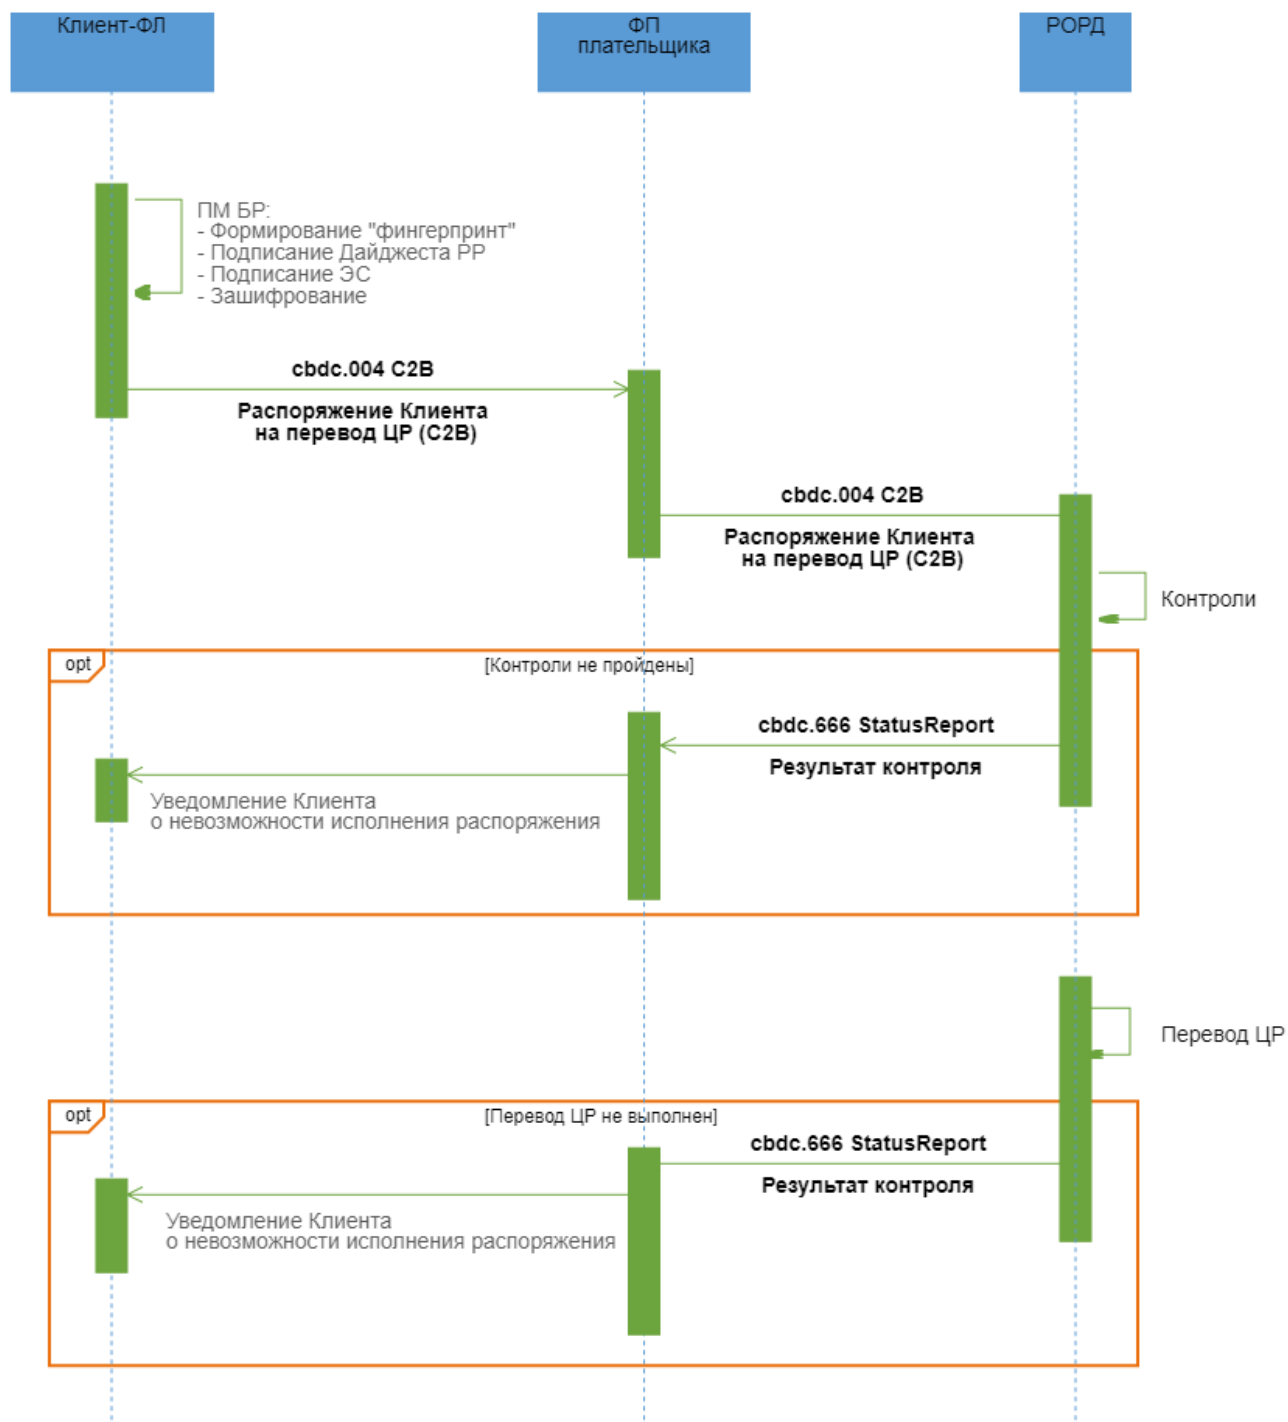 Клиент-ФЛ
ФП
плательщика
РОРД
ПМ БР:
- Формирование "фингерпринт"
- Подписание Дайджеста РР
- Подписание ЭС
- Зашифрование
cbdc.004 C2B
Распоряжение Клиента
на перевод ЦР (C2B)
cbdc.004 C2B
Распоряжение Клиента
на перевод ЦР (C2B)
Контроли
opt
[Контроли не пройдены]
cbdc.666 StatusReport
Результат контроля
Уведомление Клиента
о невозможности исполнения распоряжения
Перевод ЦР
opt
[Перевод ЦР не выполнен]
cbdc.666 StatusReport
Результат контроля
Уведомление Клиента
о невозможности исполнения распоряжения